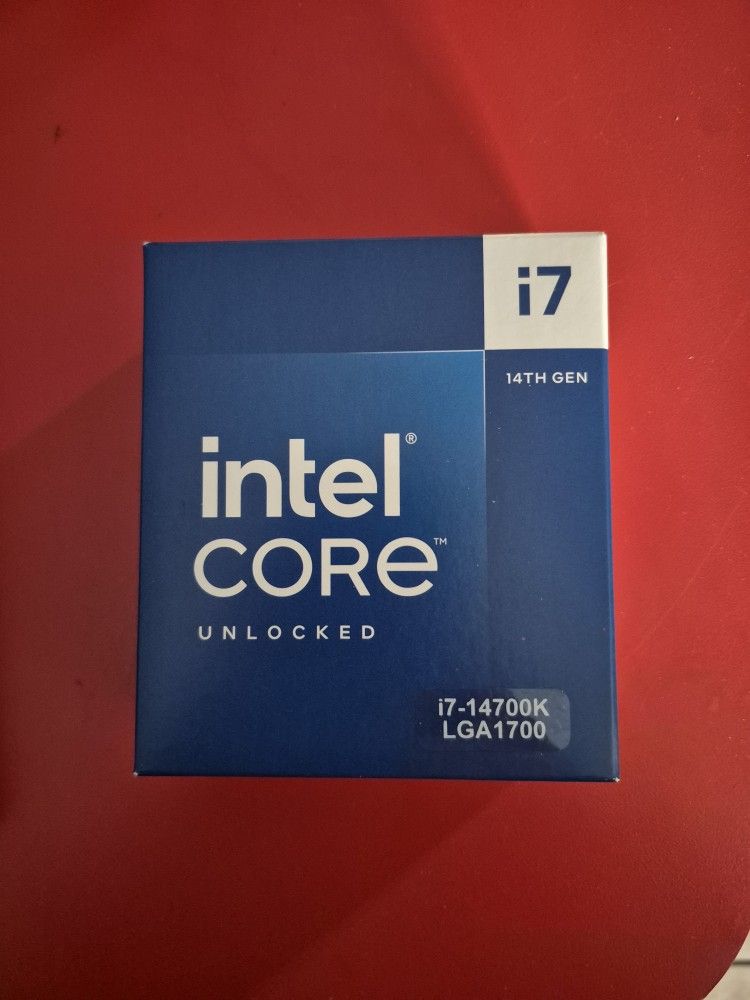 i7
14TH GEN
intel®
CORe™
UNLOCKED
i7-14700K
LGA1700